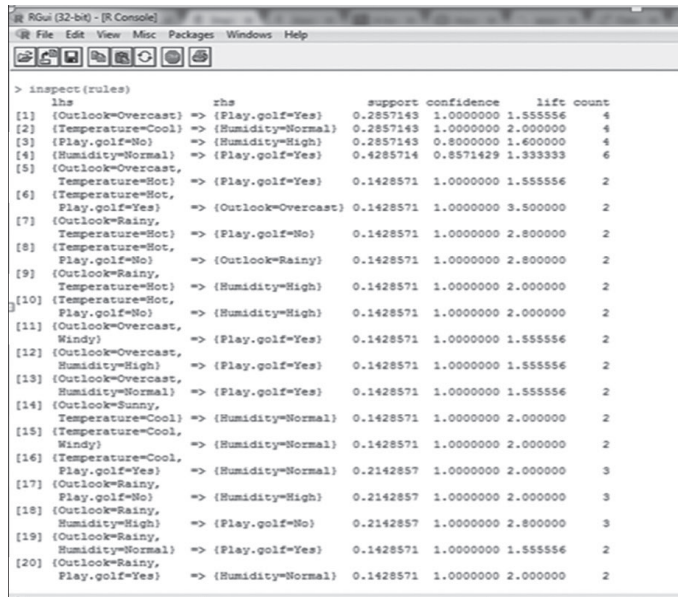 RGui (32-bit) - [R Console]
File Edit View Misc Packages Windows Help
> inspect(rules)
lhs rhs support confidence lift count
[1] {Outlook=Overcast} => {Play.golf=Yes} 0.2857143 1.0000000 1.555556 4
[2] {Temperature=Cool} => {Humidity=Normal} 0.2857143 1.0000000 2.000000 4
[3] {Play.golf=No} => {Humidity=High} 0.2857143 0.8000000 1.600000 4
[4] {Humidity=Normal} => {Play.golf=Yes} 0.4285714 0.8571429 1.333333 6
[5] {Outlook=Overcast,
Temperature=Hot} => {Play.golf=Yes} 0.1428571 1.0000000 1.555556 2
[6] {Temperature=Hot,
Play.golf=Yes} => {Outlook=Overcast} 0.1428571 1.0000000 3.500000 2
[7] {Outlook=Rainy,
Temperature=Hot} => {Play.golf=No} 0.1428571 1.0000000 2.800000 2
[8] {Temperature=Hot,
Play.golf=No} => {Outlook=Rainy} 0.1428571 1.0000000 2.800000 2
[9] {Outlook=Rainy,
Temperature=Hot} => {Humidity=High} 0.1428571 1.0000000 2.000000 2
[10] {Temperature=Hot,
Play.golf=No} => {Humidity=High} 0.1428571 1.0000000 2.000000 2
[11] {Outlook=Overcast,
Windy} => {Play.golf=Yes} 0.1428571 1.0000000 1.555556 2
[12] {Outlook=Overcast,
Humidity=High} => {Play.golf=Yes} 0.1428571 1.0000000 1.555556 2
[13] {Outlook=Overcast,
Humidity=Normal} => {Play.golf=Yes} 0.1428571 1.0000000 1.555556 2
[14] {Outlook=Sunny,
Temperature=Cool} => {Humidity=Normal} 0.1428571 1.0000000 2.000000 2
[15] {Temperature=Cool,
Windy} => {Humidity=Normal} 0.1428571 1.0000000 2.000000 2
[16] {Temperature=Cool,
Play.golf=Yes} => {Humidity=Normal} 0.2142857 1.0000000 2.000000 3
[17] {Outlook=Rainy,
Play.golf=No} => {Humidity=High} 0.2142857 1.0000000 2.000000 3
[18] {Outlook=Rainy,
Humidity=High} => {Play.golf=No} 0.2142857 1.0000000 2.800000 3
[19] {Outlook=Rainy,
Humidity=Normal} => {Play.golf=Yes} 0.1428571 1.0000000 1.555556 2
[20] {Outlook=Rainy,
Play.golf=Yes} => {Humidity=Normal} 0.1428571 1.0000000 2.000000 2